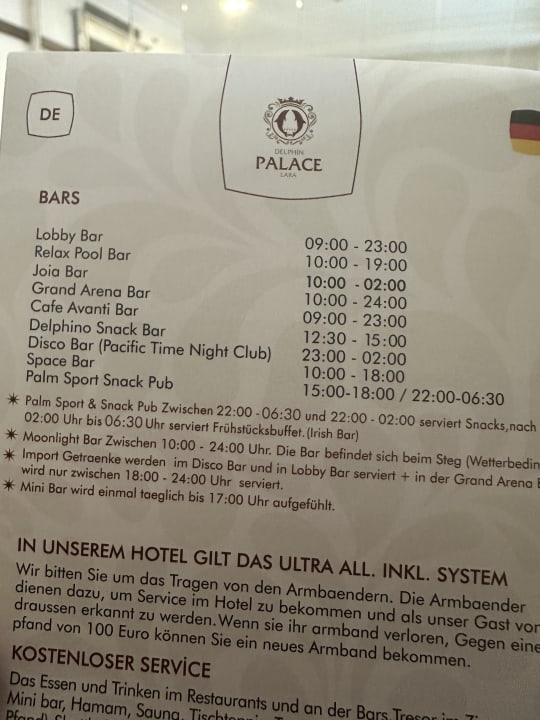 DE
DELPHIN
PALACE
LARA
BARS
Lobby Bar 09:00 - 23:00
Relax Pool Bar 10:00 - 19:00
Joia Bar 10:00 - 02:00
Grand Arena Bar 10:00 - 24:00
Cafe Avanti Bar 09:00 - 23:00
Delphino Snack Bar 12:30 - 15:00
Disco Bar (Pacific Time Night Club) 23:00 - 02:00
Space Bar 10:00 - 18:00
Palm Sport Snack Pub 15:00-18:00 / 22:00-06:30
✶ Palm Sport & Snack Pub Zwischen 22:00 -06:30 und 22:00 - 02:00 serviert Snacks,nach
02:00 Uhr bis 06:30 Uhr serviert Frühstücksbuffet.(Irish Bar)
✶ Moonlight Bar Zwischen 10:00 - 24:00 Uhr. Die Bar befindet sich beim Steg (Wetterbedin
✶ Import Getraenke werden im Disco Bar und in Lobby Bar serviert + in der Grand Arena
wird nur zwischen 18:00 - 24:00 Uhr serviert.
✶ Mini Bar wird einmal taeglich bis 17:00 Uhr aufgefühlt.
IN UNSEREM HOTEL GILT DAS ULTRA ALL. INKL. SYSTEM
Wir bitten Sie um das Tragen von den Armbaendern. Die Armbaender
dienen dazu, um Service im Hotel zu bekommen und als unser Gast von
draussen erkannt zu werden.Wenn sie ihr armband verloren, Gegen eine
pfand von 100 Euro können Sie ein neues Armband bekommen.
KOSTENLOSER SERVİCE
Das Essen und Trinken im Restaurants und an der Bars Tresor im
Mini bar, Hamam, Sauna,